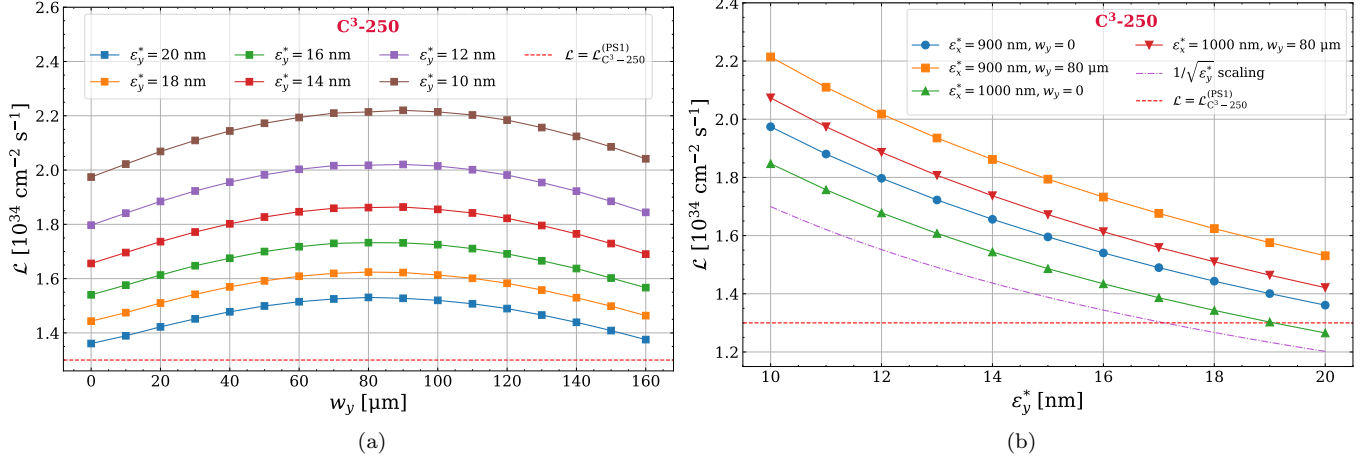 C³-250
ε*y = 20 nm
ε*y = 16 nm
ε*y = 12 nm
ℒ = ℒ(PS1)C³−250
ε*y = 18 nm
ε*y = 14 nm
ε*y = 10 nm
2.6
2.4
2.2
2.0
1.8
1.6
1.4
ℒ [10³⁴ cm⁻² s⁻¹]
0 20 40 60 80 100 120 140 160
wy [µm]
(a)
C³-250
ε*x = 900 nm, wy = 0
ε*x = 900 nm, wy = 80 µm
ε*x = 1000 nm, wy = 0
ε*x = 1000 nm, wy = 80 µm
1/√ε*y scaling
ℒ = ℒ(PS1)C³−250
2.4
2.2
2.0
1.8
1.6
1.4
1.2
ℒ [10³⁴ cm⁻² s⁻¹]
10 12 14 16 18 20
ε*y [nm]
(b)